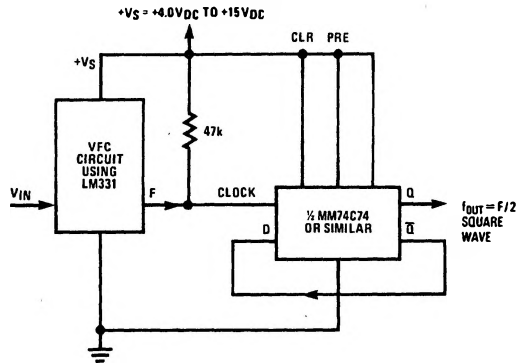 +VS = +4.0VDC TO +15VDC
CLR PRE
+VS
47k
VFC
CIRCUIT
USING
LM331
VIN
F
CLOCK
Q
½ MM74C74
OR SIMILAR
D
Q̅
fOUT = F/2
SQUARE
WAVE